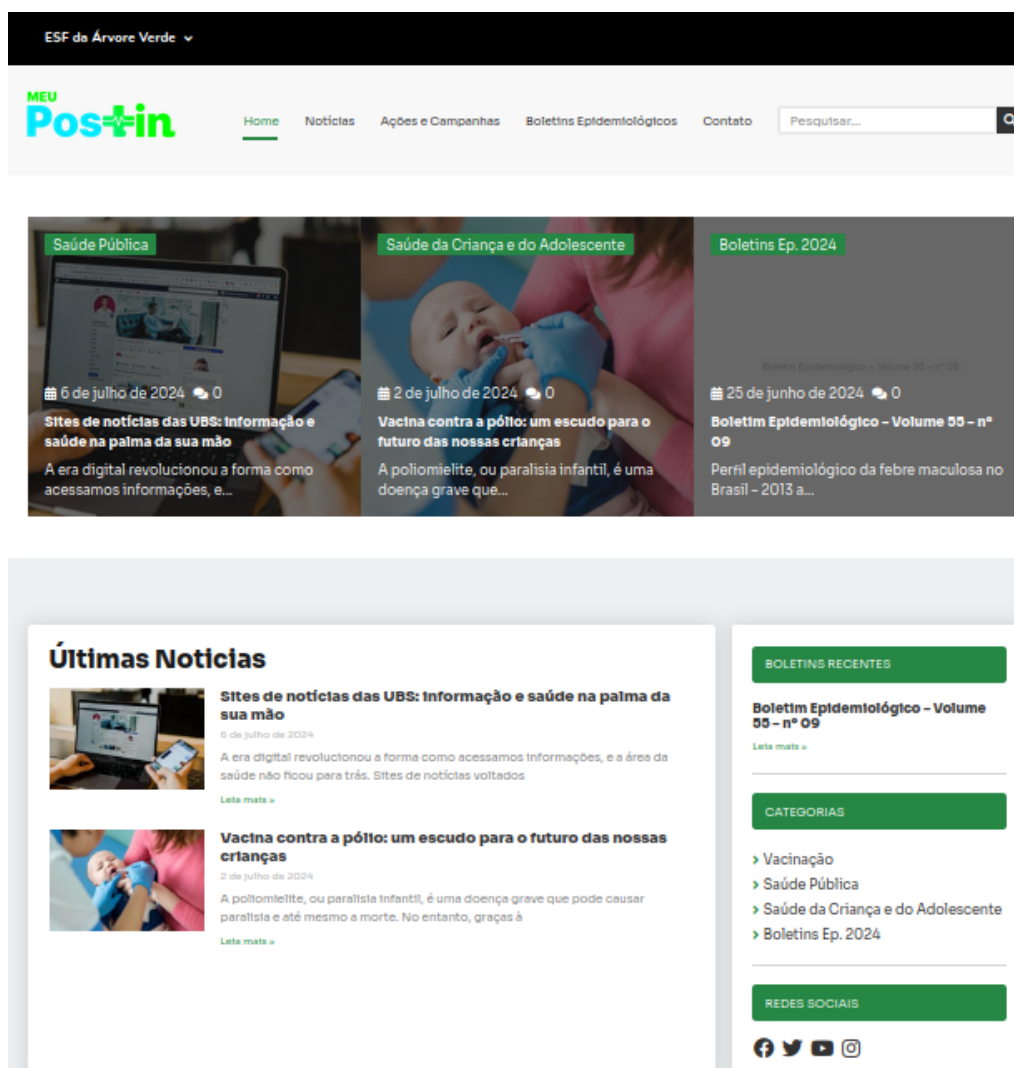 ESF da Árvore Verde
MEU
Pos+in
Home
Notícias
Ações e Campanhas
Boletins Epidemiológicos
Contato
Pesquisar...
Saúde Pública
6 de julho de 2024 0
Sites de notícias das UBS: informação e
saúde na palma da sua mão
A era digital revolucionou a forma como
acessamos informações, e...
Saúde da Criança e do Adolescente
2 de julho de 2024 0
Vacina contra a pólio: um escudo para o
futuro das nossas crianças
A poliomielite, ou paralisia infantil, é uma
doença grave que...
Boletins Ep. 2024
Boletim Epidemiológico – Volume 55 – nº 09
25 de junho de 2024 0
Boletim Epidemiológico – Volume 55 – nº
09
Perfil epidemiológico da febre maculosa no
Brasil – 2013 a...
Últimas Noticias
Sites de notícias das UBS: informação e saúde na palma da
sua mão
6 de julho de 2024
A era digital revolucionou a forma como acessamos informações, e a área da
saúde não ficou para trás. Sites de notícias voltados
Leia mais »
Vacina contra a pólio: um escudo para o futuro das nossas
crianças
2 de julho de 2024
A poliomielite, ou paralisia infantil, é uma doença grave que pode causar
paralisia e até mesmo a morte. No entanto, graças à
Leia mais »
BOLETINS RECENTES
Boletim Epidemiológico – Volume
55 – nº 09
Leia mais »
CATEGORIAS
Vacinação
Saúde Pública
Saúde da Criança e do Adolescente
Boletins Ep. 2024
REDES SOCIAIS